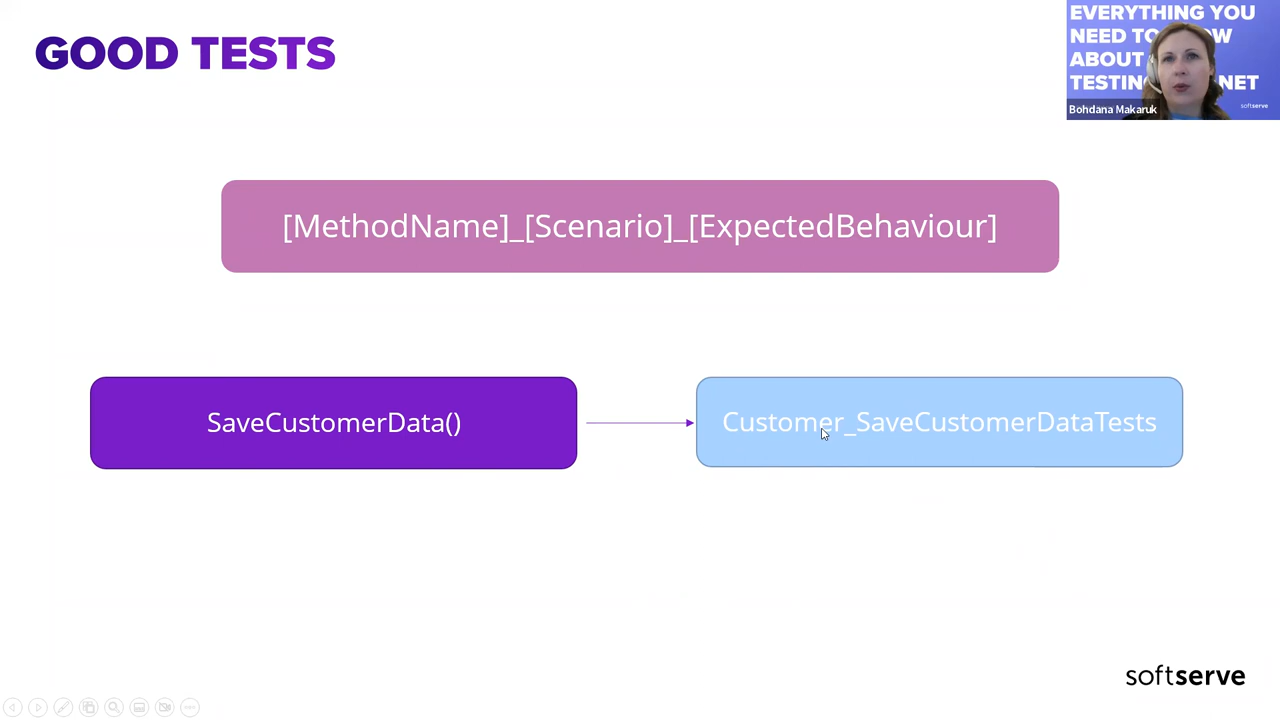 GOOD TESTS
EVERYTHING YOU
NEED TO
ABOUT
TESTIN NET
softserve
Bohdana Makaruk
[MethodName]_[Scenario]_[ExpectedBehaviour]
SaveCustomerData()
Customer_SaveCustomerDataTests
softserve